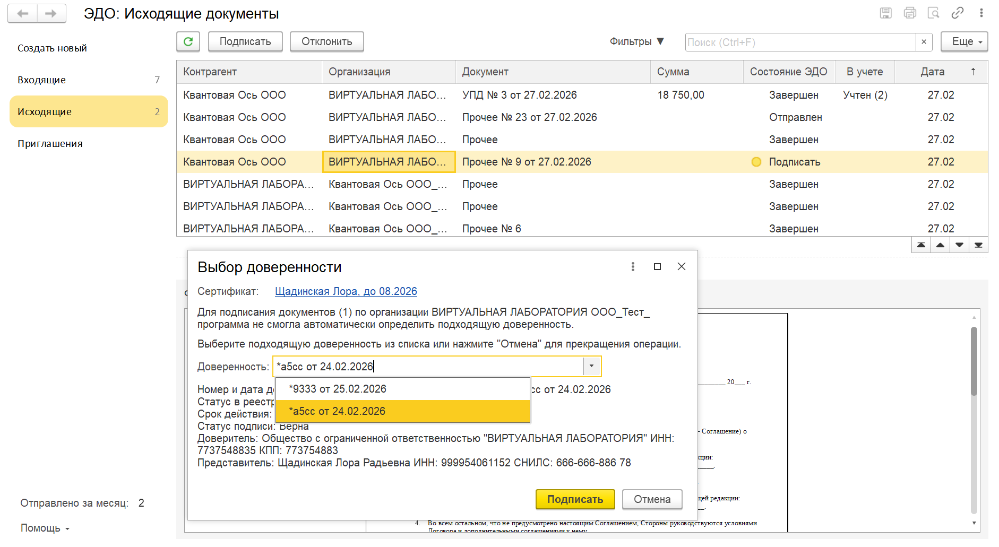 ЭДО: Исходящие документы
Создать новый
Входящие 7
Исходящие 2
Приглашения
Подписать Отклонить Фильтры ▼ Поиск (Ctrl+F) × Еще
Контрагент Организация Документ Сумма Состояние ЭДО В учете Дата ↑
Квантовая Ось ООО ВИРТУАЛЬНАЯ ЛАБО... УПД № 3 от 27.02.2026 18 750,00 Завершен Учтен (2) 27.02
Квантовая Ось ООО ВИРТУАЛЬНАЯ ЛАБО... Прочее № 23 от 27.02.2026 Отправлен 27.02
Квантовая Ось ООО ВИРТУАЛЬНАЯ ЛАБО... Прочее Завершен 27.02
Квантовая Ось ООО ВИРТУАЛЬНАЯ ЛАБО... Прочее № 9 от 27.02.2026 Подписать 27.02
ВИРТУАЛЬНАЯ ЛАБОРА... Квантовая Ось ООО_... Прочее Завершен 27.02
ВИРТУАЛЬНАЯ ЛАБОРА... Квантовая Ось ООО_... Прочее Завершен 27.02
ВИРТУАЛЬНАЯ ЛАБОРА... Квантовая Ось ООО_... Прочее № 6 Завершен 27.02
Выбор доверенности
Сертификат: Щадинская Лора, до 08.2026
Для подписания документов (1) по организации ВИРТУАЛЬНАЯ ЛАБОРАТОРИЯ ООО_Тест_
программа не смогла автоматически определить подходящую доверенность.
Выберите подходящую доверенность из списка или нажмите "Отмена" для прекращения операции.
Доверенность: *a5cc от 24.02.2026
*9333 от 25.02.2026
*a5cc от 24.02.2026
Номер и дата д
сс от 24.02.2026
Статус в реест
Срок действия:
Статус подписи: Верна
Доверитель: Общество с ограниченной ответственностью "ВИРТУАЛЬНАЯ ЛАБОРАТОРИЯ" ИНН:
7737548835 КПП: 773754883
Представитель: Щадинская Лора Радьевна ИНН: 999954061152 СНИЛС: 666-666-886 78
Подписать Отмена
________ 20___ г.
– Соглашение) о
кции:
щей редакции:
4. Во всем остальном, что не предусмотрено настоящим Соглашением, Стороны руководствуются условиями
Договора и дополнительными соглашениями к нему.
Отправлено за месяц: 2
Помощь